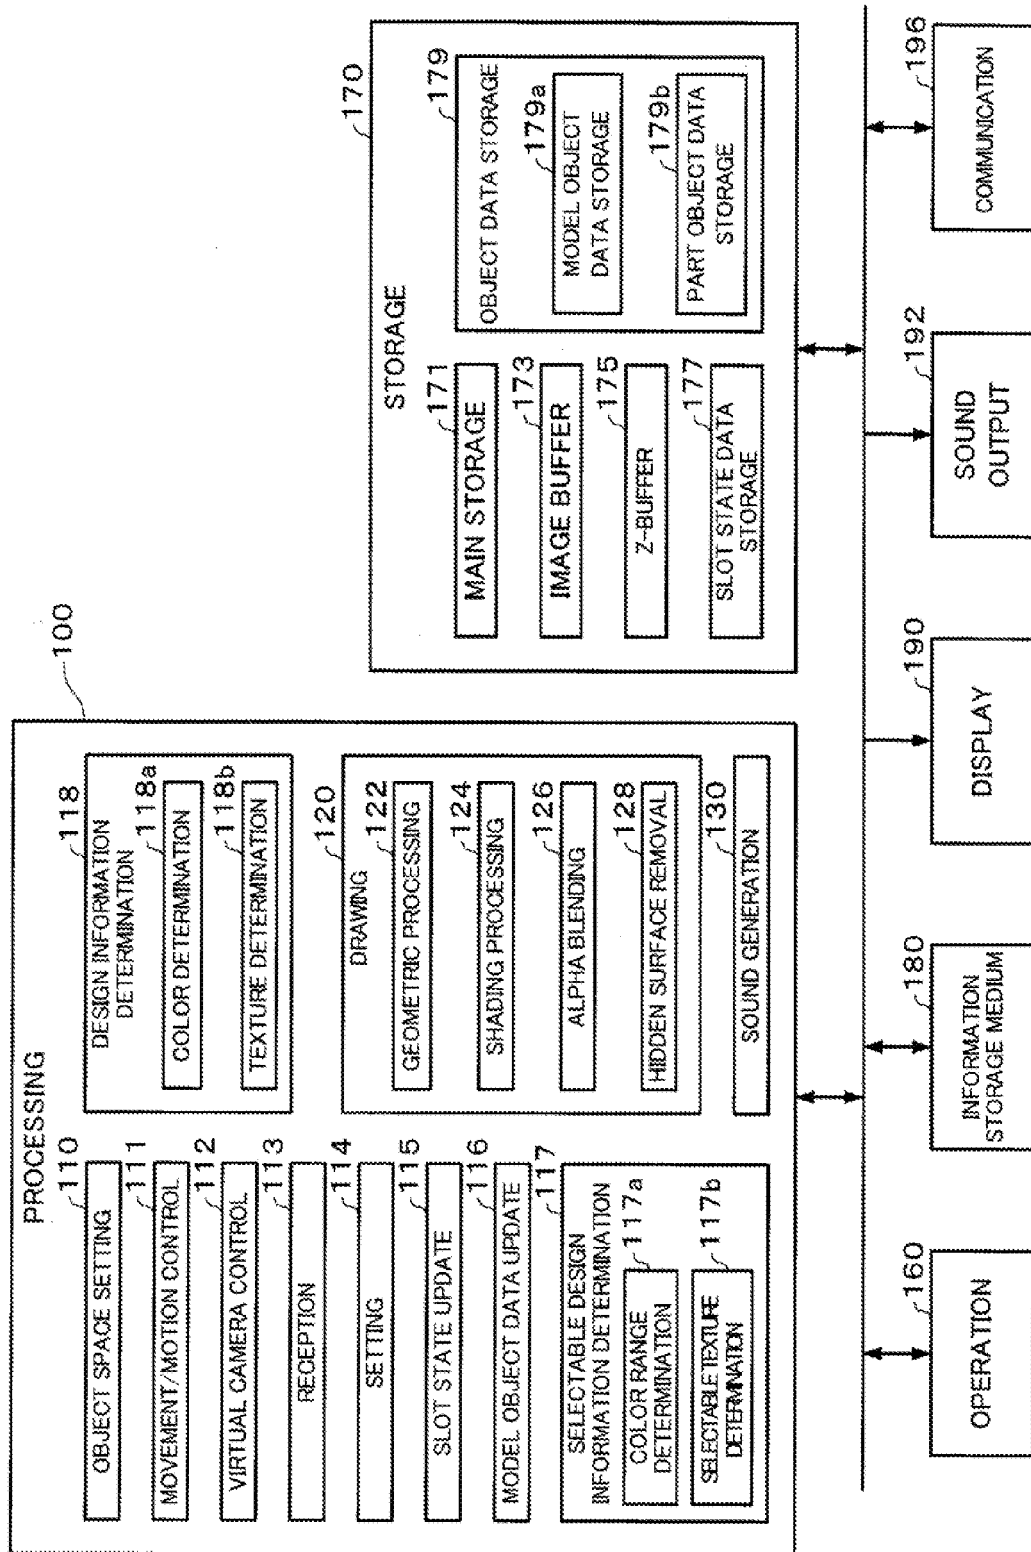 PROCESSING
100
110
OBJECT SPACE SETTING
111
MOVEMENT/MOTION CONTROL
112
VIRTUAL CAMERA CONTROL
113
RECEPTION
114
SETTING
115
SLOT STATE UPDATE
116
MODEL OBJECT DATA UPDATE
117
SELECTABLE DESIGN
INFORMATION DETERMINATION
117a
COLOR RANGE
DETERMINATION
117b
SELECTABLE TEXTURE
DETERMINATION
118
DESIGN INFORMATION
DETERMINATION
118a
COLOR DETERMINATION
118b
TEXTURE DETERMINATION
120
DRAWING
122
GEOMETRIC PROCESSING
124
SHADING PROCESSING
126
ALPHA BLENDING
128
HIDDEN SURFACE REMOVAL
130
SOUND GENERATION
170
STORAGE
171
MAIN STORAGE
173
IMAGE BUFFER
175
Z-BUFFER
177
SLOT STATE DATA
STORAGE
179
OBJECT DATA STORAGE
179a
MODEL OBJECT
DATA STORAGE
179b
PART OBJECT DATA
STORAGE
160
OPERATION
180
INFORMATION
STORAGE MEDIUM
190
DISPLAY
192
SOUND
OUTPUT
196
COMMUNICATION